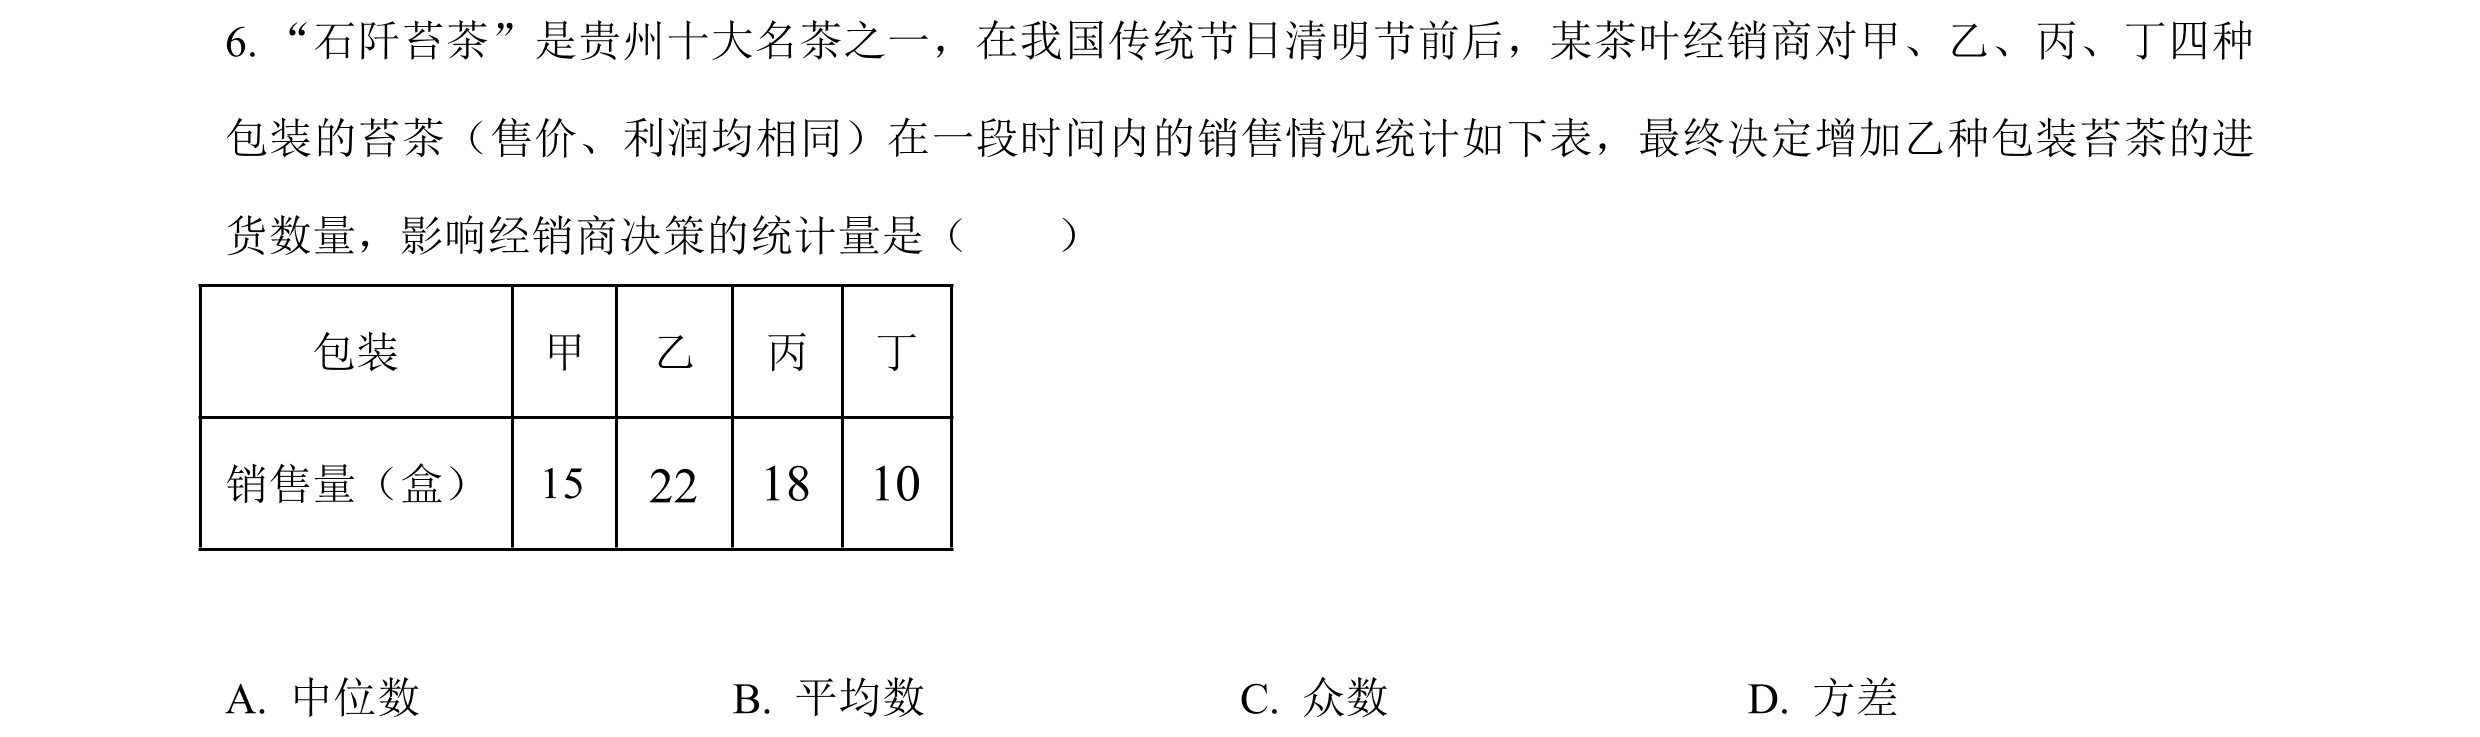 6. “石阡苔茶”是贵州十大名茶之一，在我国传统节日清明节前后，某茶叶经销商对甲、乙、丙、丁四种
包装的苔茶（售价、利润均相同）在一段时间内的销售情况统计如下表，最终决定增加乙种包装苔茶的进
货数量，影响经销商决策的统计量是（　　）
包装 甲 乙 丙 丁
销售量（盒） 15 22 18 10
A. 中位数 B. 平均数 C. 众数 D. 方差